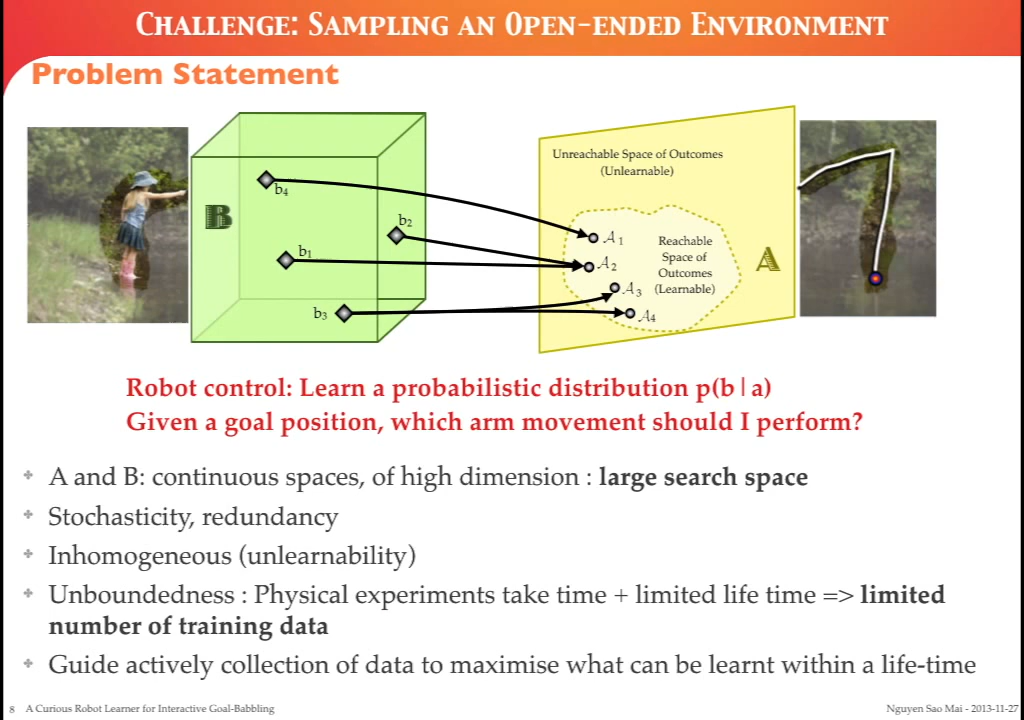 CHALLENGE: SAMPLING AN OPEN-ENDED ENVIRONMENT
Problem Statement
B
b4
b2
b1
b3
Unreachable Space of Outcomes
(Unlearnable)
A1
A2
A3
A4
Reachable
Space of
Outcomes
(Learnable)
A
Robot control: Learn a probabilistic distribution p(b|a)
Given a goal position, which arm movement should I perform?
A and B: continuous spaces, of high dimension : large search space
Stochasticity, redundancy
Inhomogeneous (unlearnability)
Unboundedness : Physical experiments take time + limited life time => limited
number of training data
Guide actively collection of data to maximise what can be learnt within a life-time
8 A Curious Robot Learner for Interactive Goal-Babbling
Nguyen Sao Mai - 2013-11-27